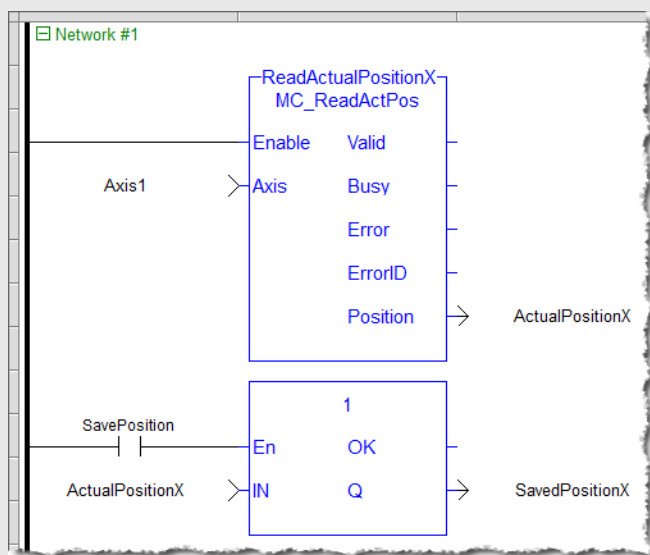 Network #1
ReadActualPositionX
MC_ReadActPos
Enable Valid
Axis1 Axis Busy
Error
ErrorID
Position ActualPositionX
1
SavePosition
En OK
ActualPositionX IN Q SavedPositionX